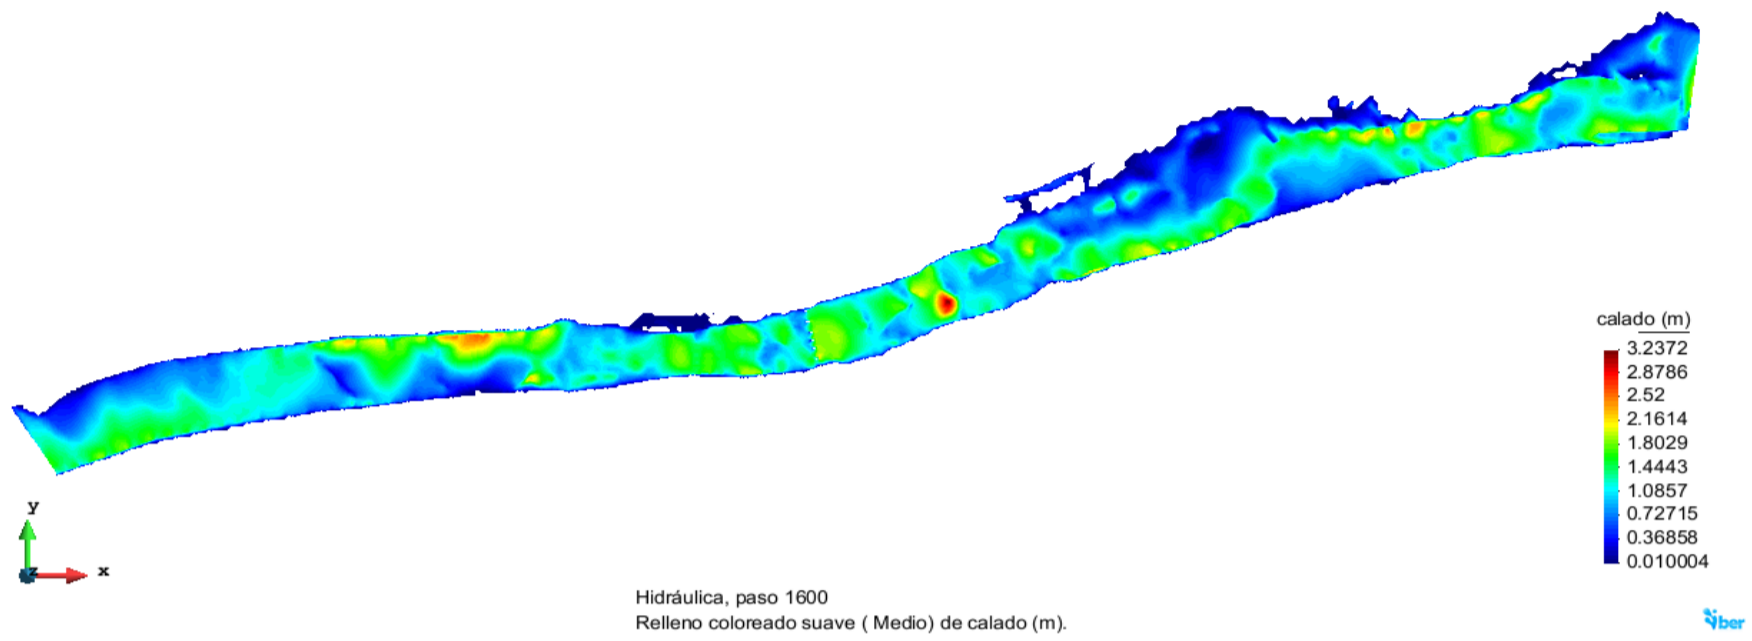 calado (m)
3.2372
2.8786
2.52
2.1614
1.8029
1.4443
1.0857
0.72715
0.36858
0.010004
y
z
x
Hidráulica, paso 1600
Relleno coloreado suave ( Medio) de calado (m).
iber